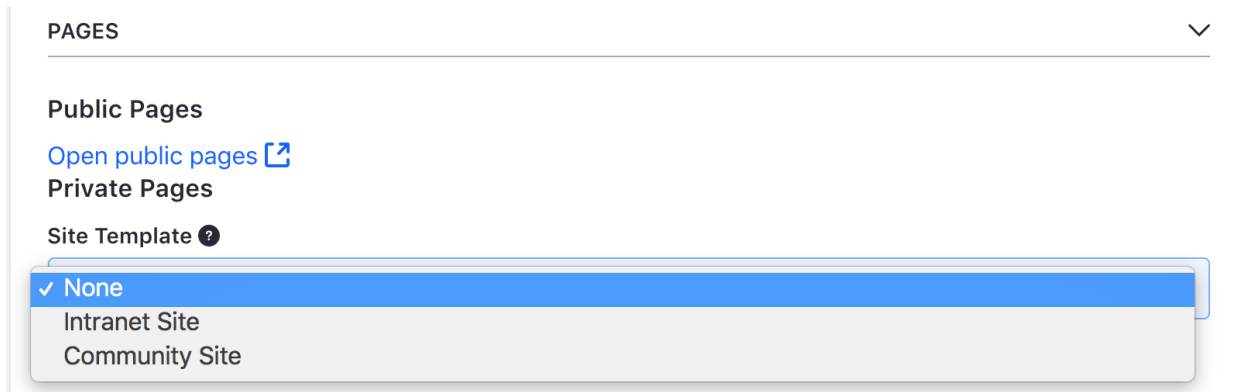 PAGES
Public Pages
Open public pages
Private Pages
Site Template ?
✓ None
Intranet Site
Community Site